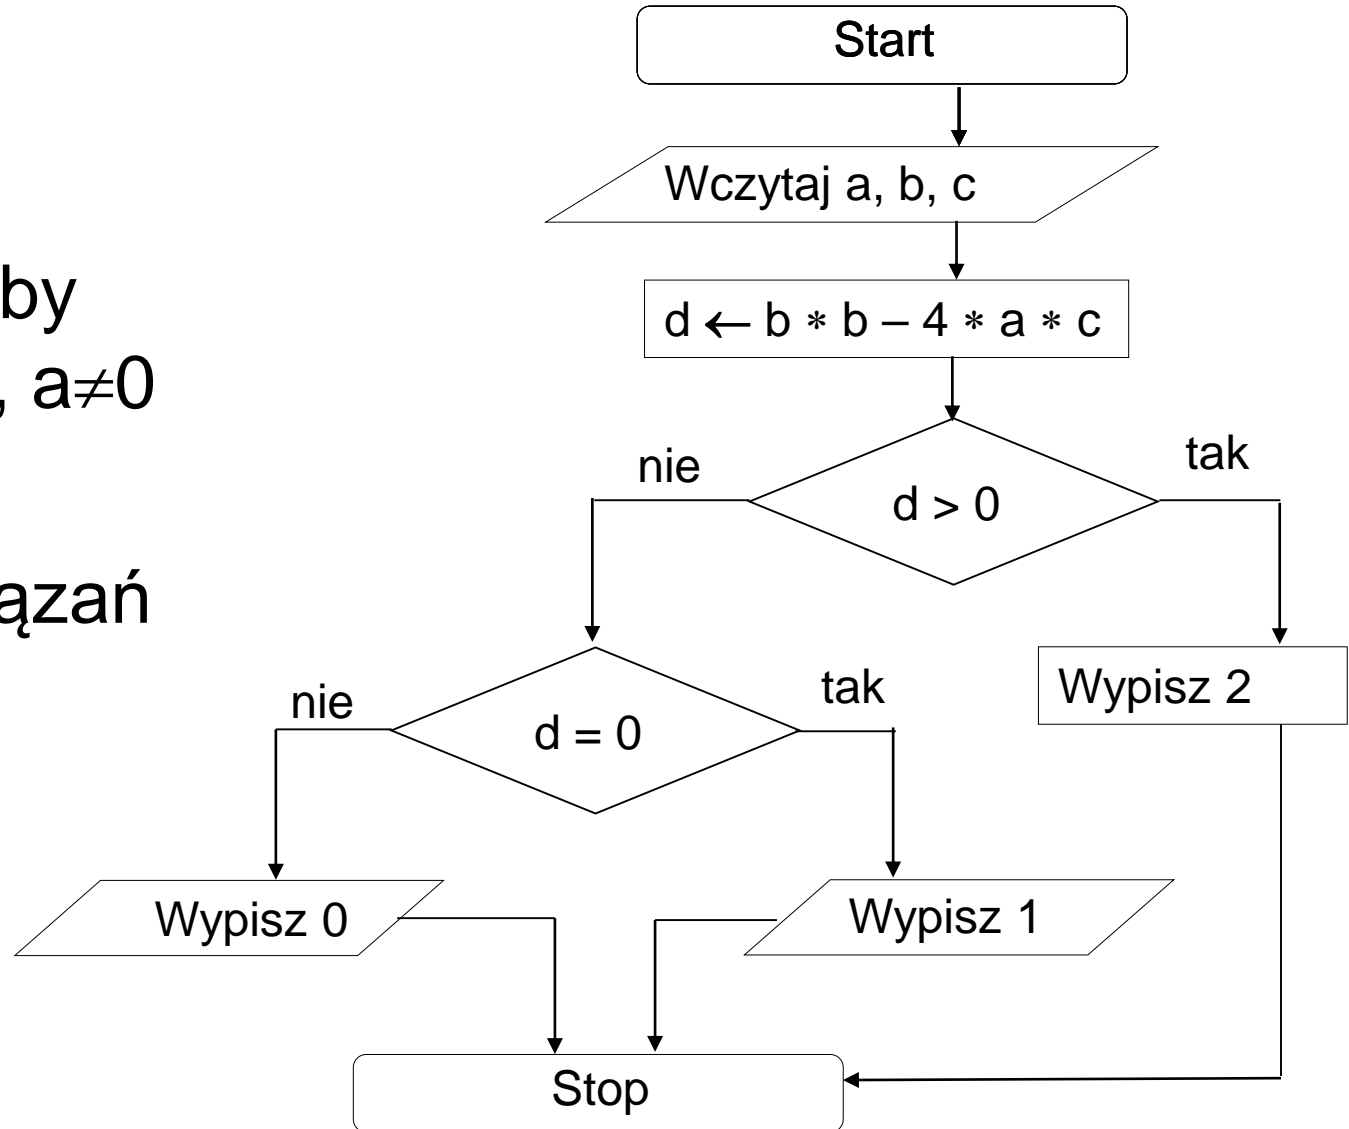 Start
Wczytaj a, b, c
by
, a≠0
d ← b * b – 4 * a * c
nie
tak
d > 0
ązań
nie
tak
Wypisz 2
d = 0
Wypisz 0
Wypisz 1
Stop